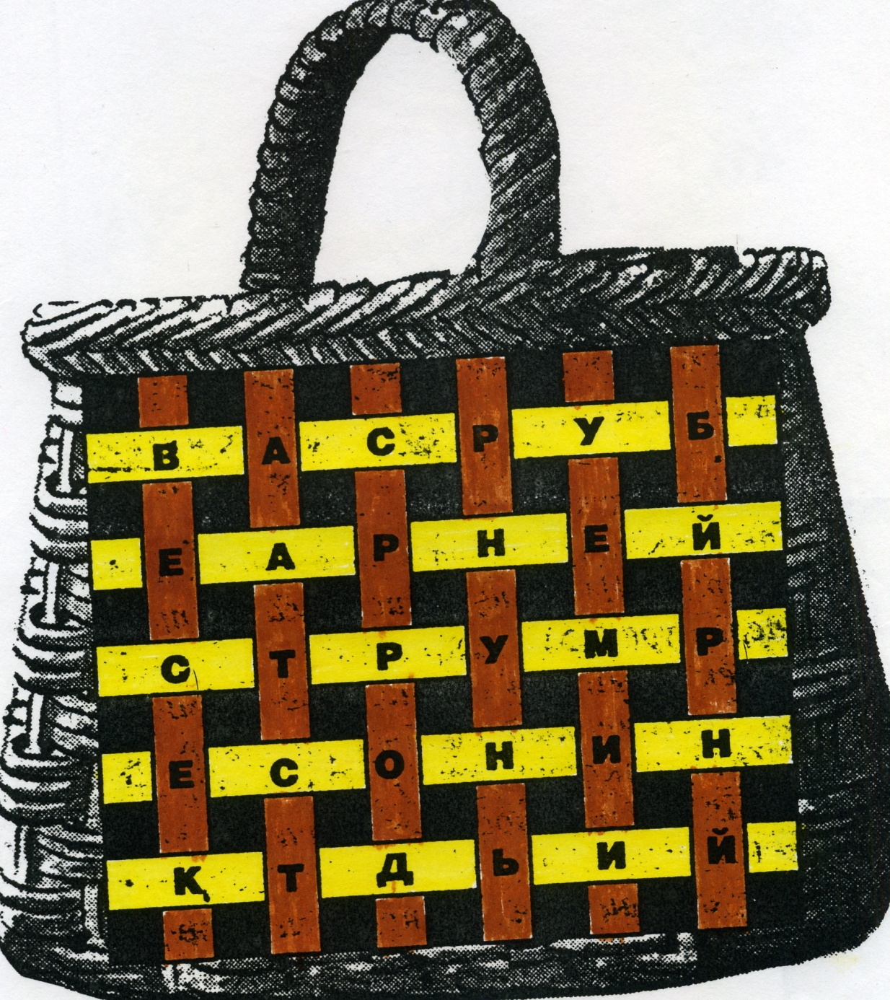 В А С Р У Б
Е А Р Н Е Й
С Т Р У М Р
Е С О Н И Н
К Т Д Ь И Й